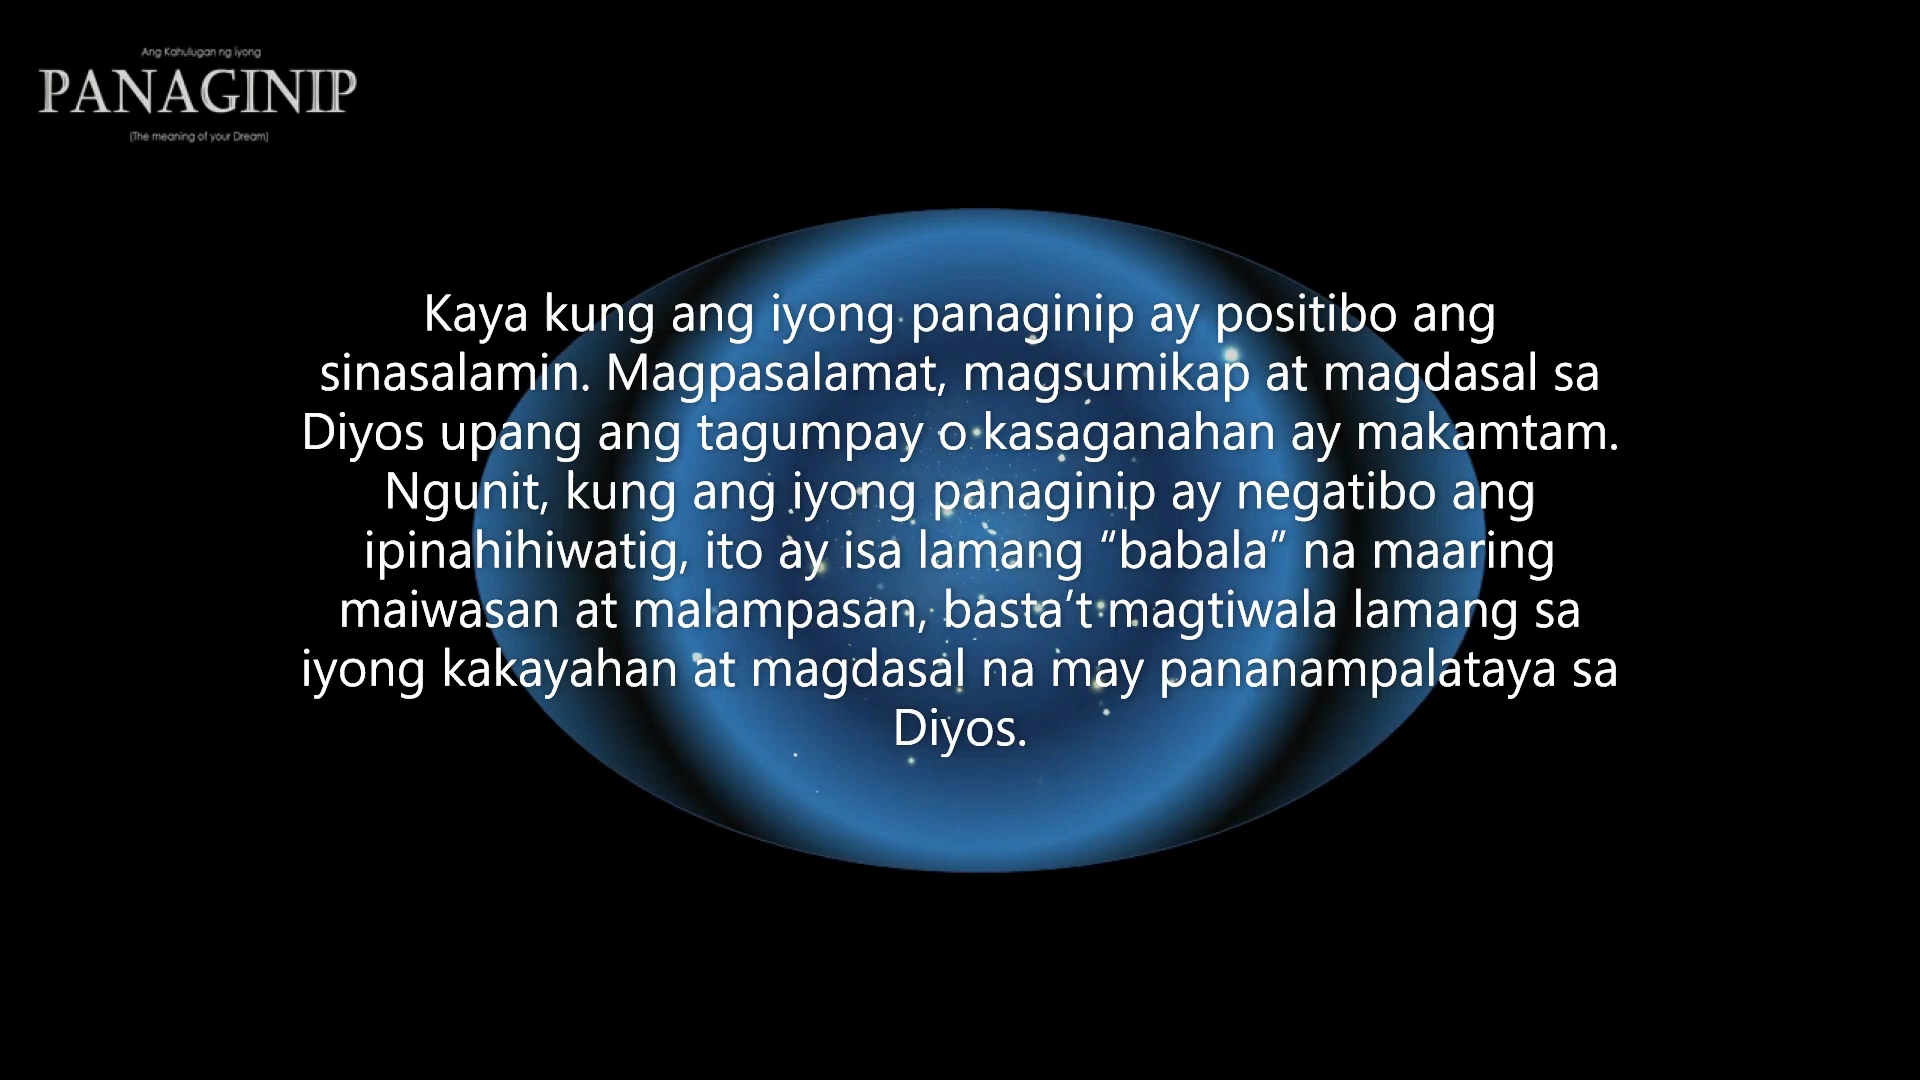 Ang Kahulugan ng iyong
PANAGINIP
(The meaning of your Dream)
Kaya kung ang iyong panaginip ay positibo ang
sinasalamin. Magpasalamat, magsumikap at magdasal sa
Diyos upang ang tagumpay o kasaganahan ay makamtam.
Ngunit, kung ang iyong panaginip ay negatibo ang
ipinahihiwatig, ito ay isa lamang “babala” na maaring
maiwasan at malampasan, basta’t magtiwala lamang sa
iyong kakayahan at magdasal na may pananampalataya sa
Diyos.